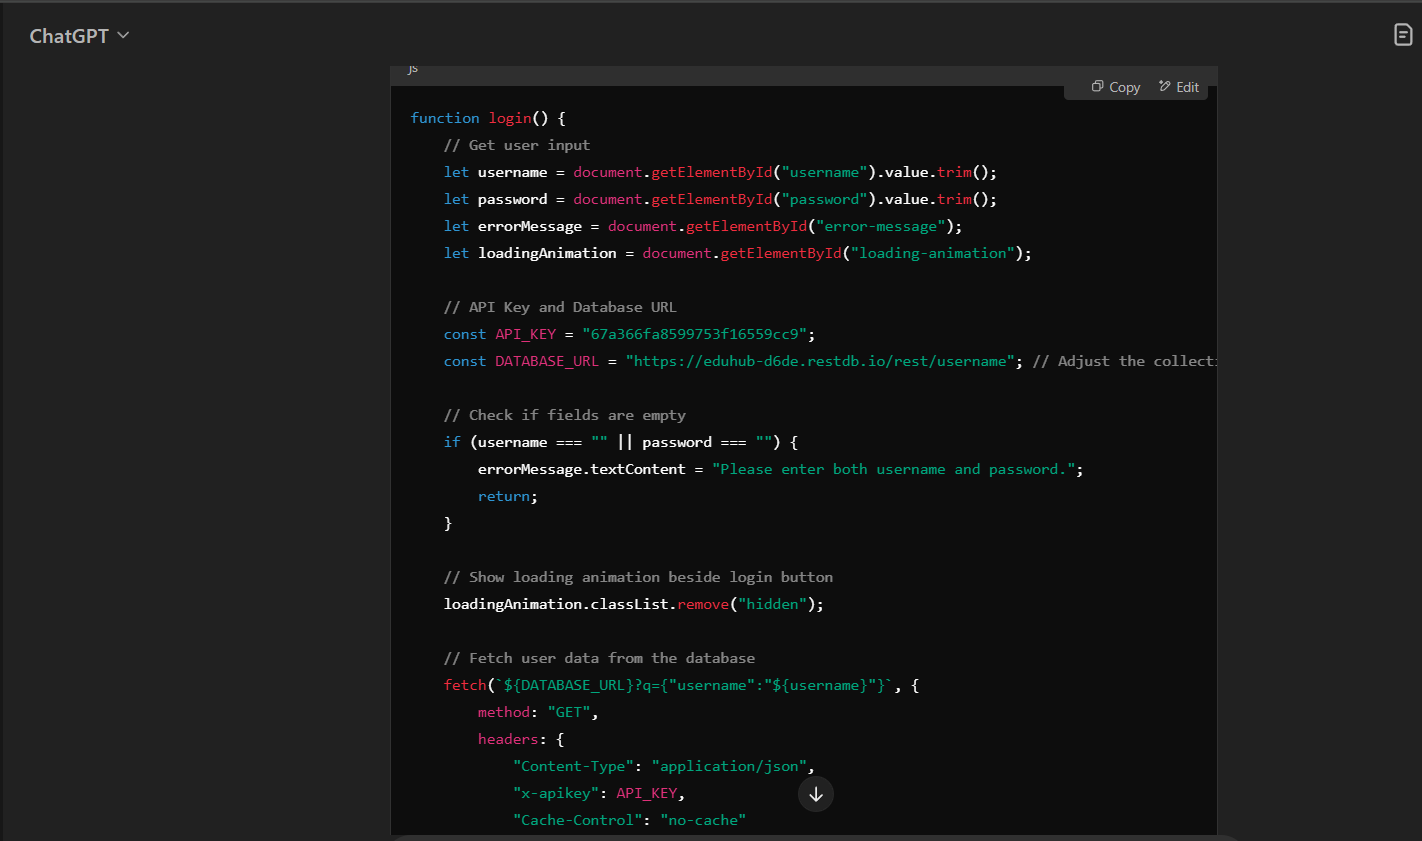 ChatGPT
js
Copy Edit
function login() {
    // Get user input
    let username = document.getElementById("username").value.trim();
    let password = document.getElementById("password").value.trim();
    let errorMessage = document.getElementById("error-message");
    let loadingAnimation = document.getElementById("loading-animation");
    // API Key and Database URL
    const API_KEY = "67a366fa8599753f16559cc9";
    const DATABASE_URL = "https://eduhub-d6de.restdb.io/rest/username"; // Adjust the collecti
    // Check if fields are empty
    if (username === "" || password === "") {
        errorMessage.textContent = "Please enter both username and password.";
        return;
    }
    // Show loading animation beside login button
    loadingAnimation.classList.remove("hidden");
    // Fetch user data from the database
    fetch(`${DATABASE_URL}?q={"username":"${username}"}`, {
        method: "GET",
        headers: {
            "Content-Type": "application/json",
            "x-apikey": API_KEY,
            "Cache-Control": "no-cache"